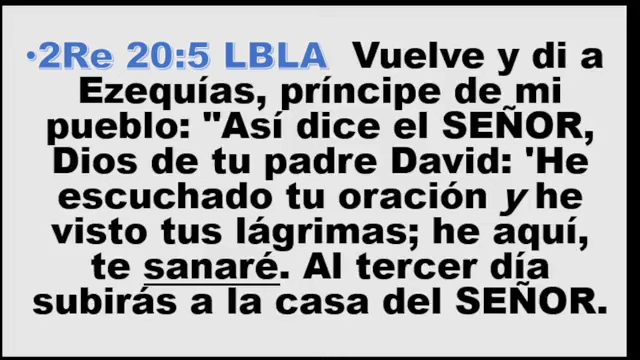 •2Re 20:5 LBLA Vuelve y di a
Ezequías, príncipe de mi
pueblo: "Así dice el SEÑOR,
Dios de tu padre David: 'He
escuchado tu oración y he
visto tus lágrimas; he aquí,
te sanaré. Al tercer día
subirás a la casa del SEÑOR.